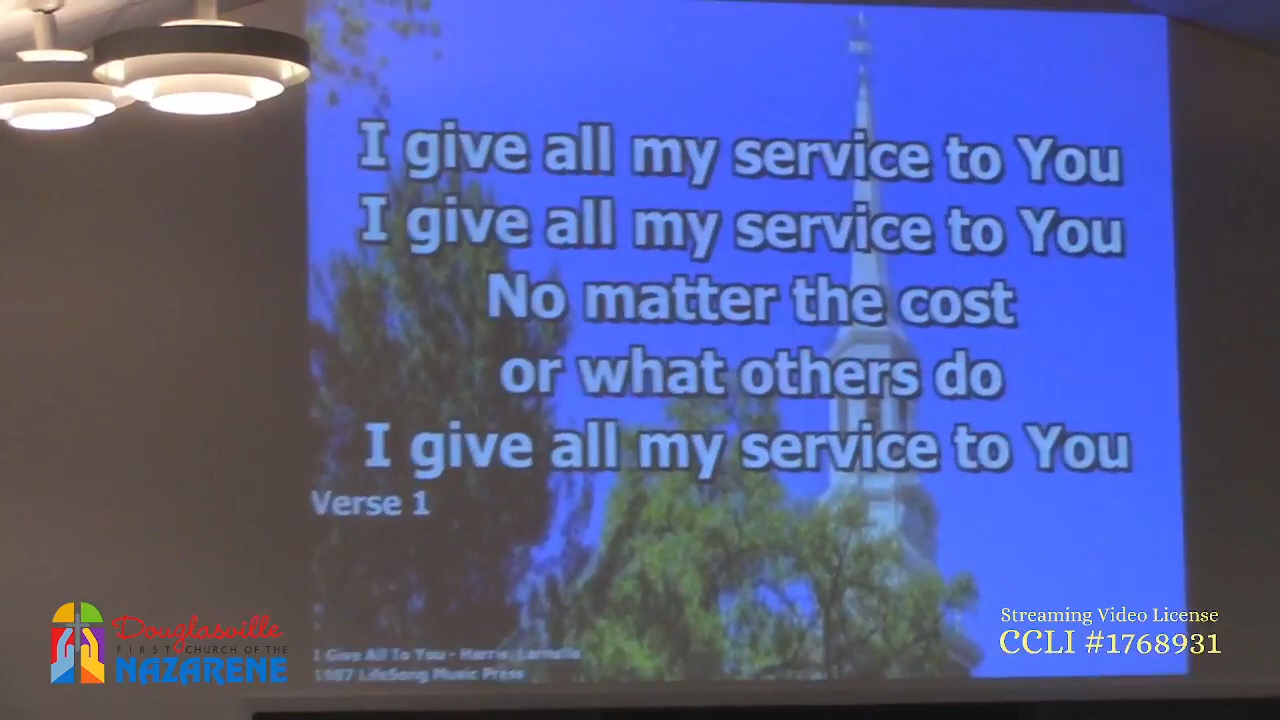 I give all my service to You
I give all my service to You
No matter the cost
or what others do
I give all my service to You
Verse 1
I Give All To You - Harris, Larnelle
1987 LifeSong Music Press
Douglasville
FIRST CHURCH OF THE
NAZARENE
Streaming Video License
CCLI #1768931